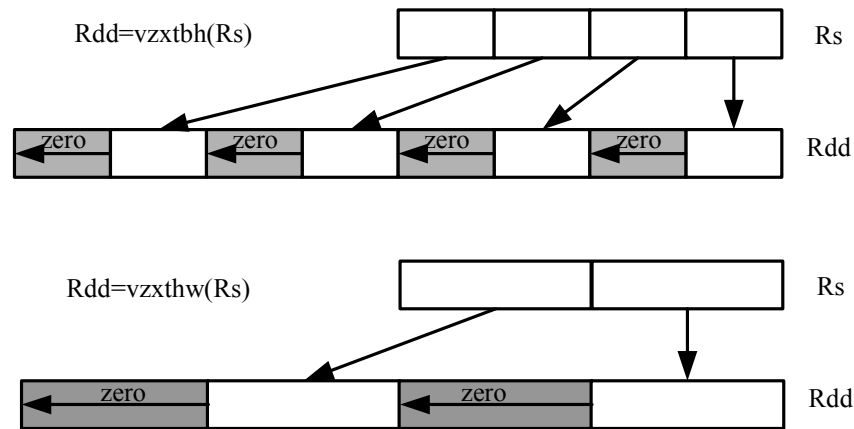 Rdd=vzxtbh(Rs)
Rs
zero zero zero zero
Rdd
Rdd=vzxthw(Rs)
Rs
zero zero
Rdd